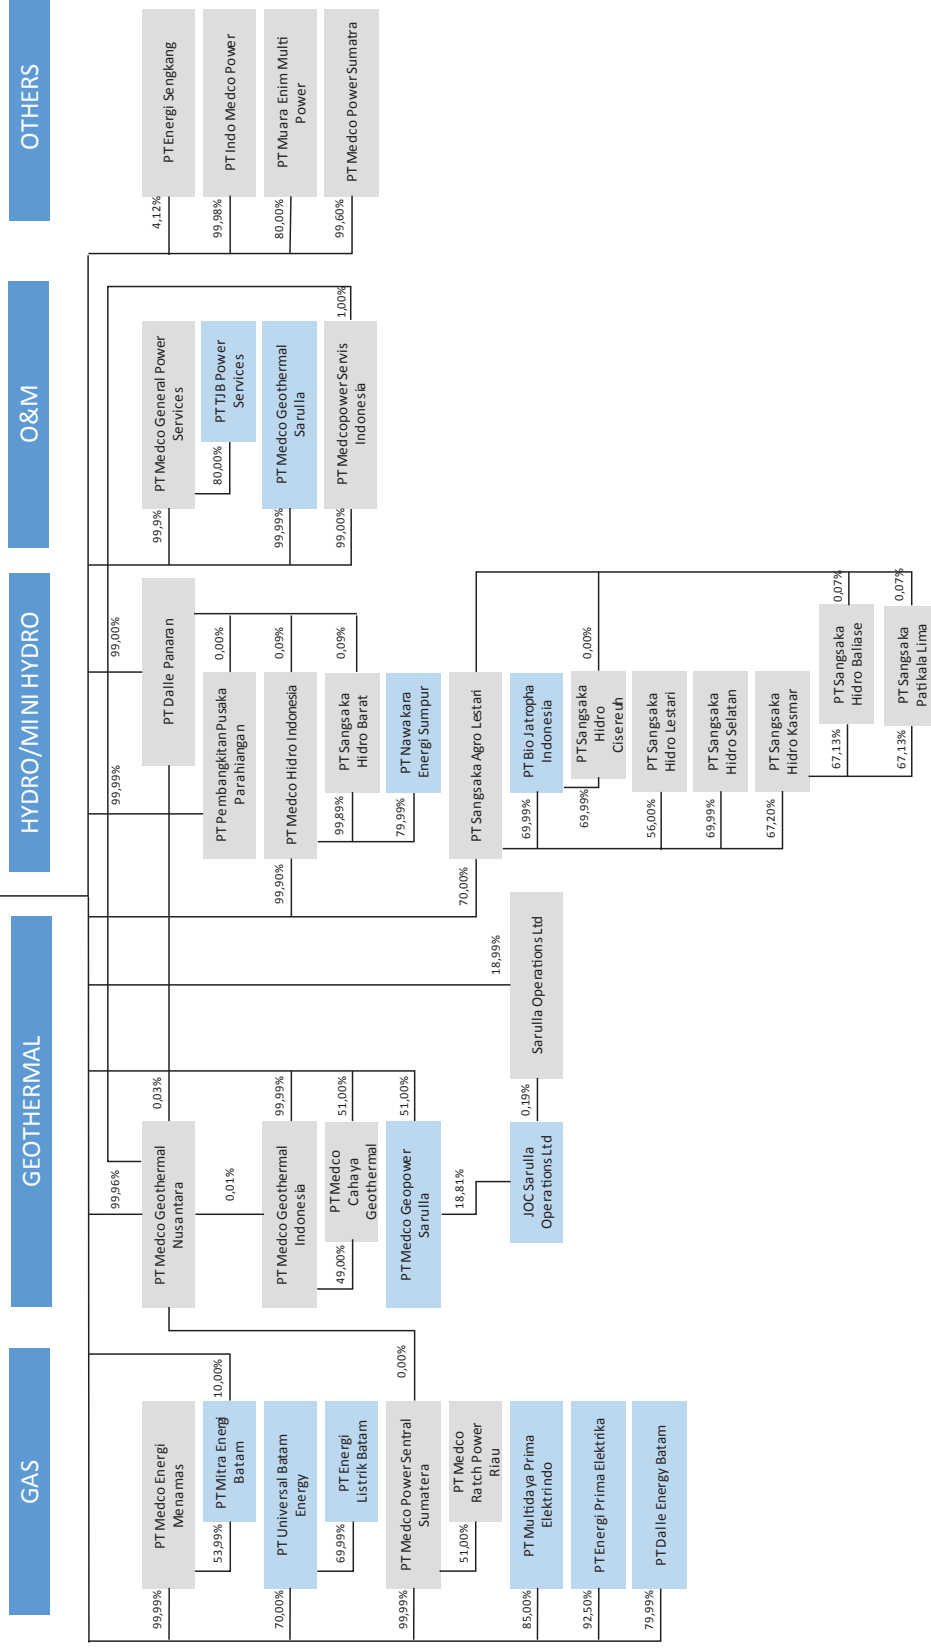 GAS
PT Medco Energi
Menamas
99,99%
PT Mitra Energi
Batam
53,99%
10,00%
PT Universal Batam
Energy
70,00%
PT Energi
Listrik Batam
69,99%
PT Medco Power Sentral
Sumatera
99,99%
0,00%
PT Medco
Ratch Power
Riau
51,00%
PT Multidaya Prima
Elektrindo
85,00%
PT Energi Prima Elektrika
92,50%
PT Dalle Energy Batam
79,99%
GEOTHERMAL
99,96%
PT Medco Geothermal
Nusantara
0,03%
0,01%
PT Medco Geothermal
Indonesia
99,99%
PT Medco
Cahaya
Geothermal
49,00%
51,00%
PT Medco Geopower
Sarulla
51,00%
18,81%
JOC Sarulla
Operations Ltd
0,19%
Sarulla Operations Ltd
18,99%
HYDRO/MINI HYDRO
99,99%
99,00%
PT Dalle Panaran
PT Pembangkitan Pusaka
Parahiangan
0,00%
PT Medco Hidro Indonesia
99,90%
0,09%
PT Sangsaka
Hidro Barat
99,89%
0,09%
PT Nawakara
Energi Sumpur
79,99%
PT Sangsaka Agro Lestari
70,00%
PT Bio Jatropha
Indonesia
69,99%
PT Sangsaka
Hidro
Cisereuh
69,99%
0,00%
PT Sangsaka
Hidro Lestari
56,00%
PT Sangsaka
Hidro Selatan
69,99%
PT Sangsaka
Hidro Kasmar
67,20%
PT Sangsaka
Hidro Baliase
67,13%
0,07%
PT Sangsaka
Patikala Lima
67,13%
0,07%
O&M
PT Medco General Power
Services
99,9%
PT TJB Power
Services
80,00%
PT Medco Geothermal
Sarulla
99,99%
PT Medcopower Servis
Indonesia
99,00%
1,00%
OTHERS
PT Energi Sengkang
4,12%
PT Indo Medco Power
99,98%
PT Muara Enim Multi
Power
80,00%
PT Medco Power Sumatra
99,60%